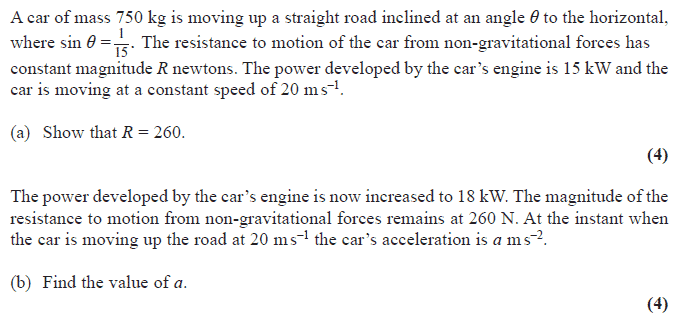 A car of mass 750 kg is moving up a straight road inclined at an angle θ to the horizontal,
where sin θ = 1/15. The resistance to motion of the car from non-gravitational forces has
constant magnitude R newtons. The power developed by the car's engine is 15 kW and the
car is moving at a constant speed of 20 m s⁻¹.
(a) Show that R = 260.
(4)
The power developed by the car's engine is now increased to 18 kW. The magnitude of the
resistance to motion from non-gravitational forces remains at 260 N. At the instant when
the car is moving up the road at 20 m s⁻¹ the car's acceleration is a m s⁻².
(b) Find the value of a.
(4)